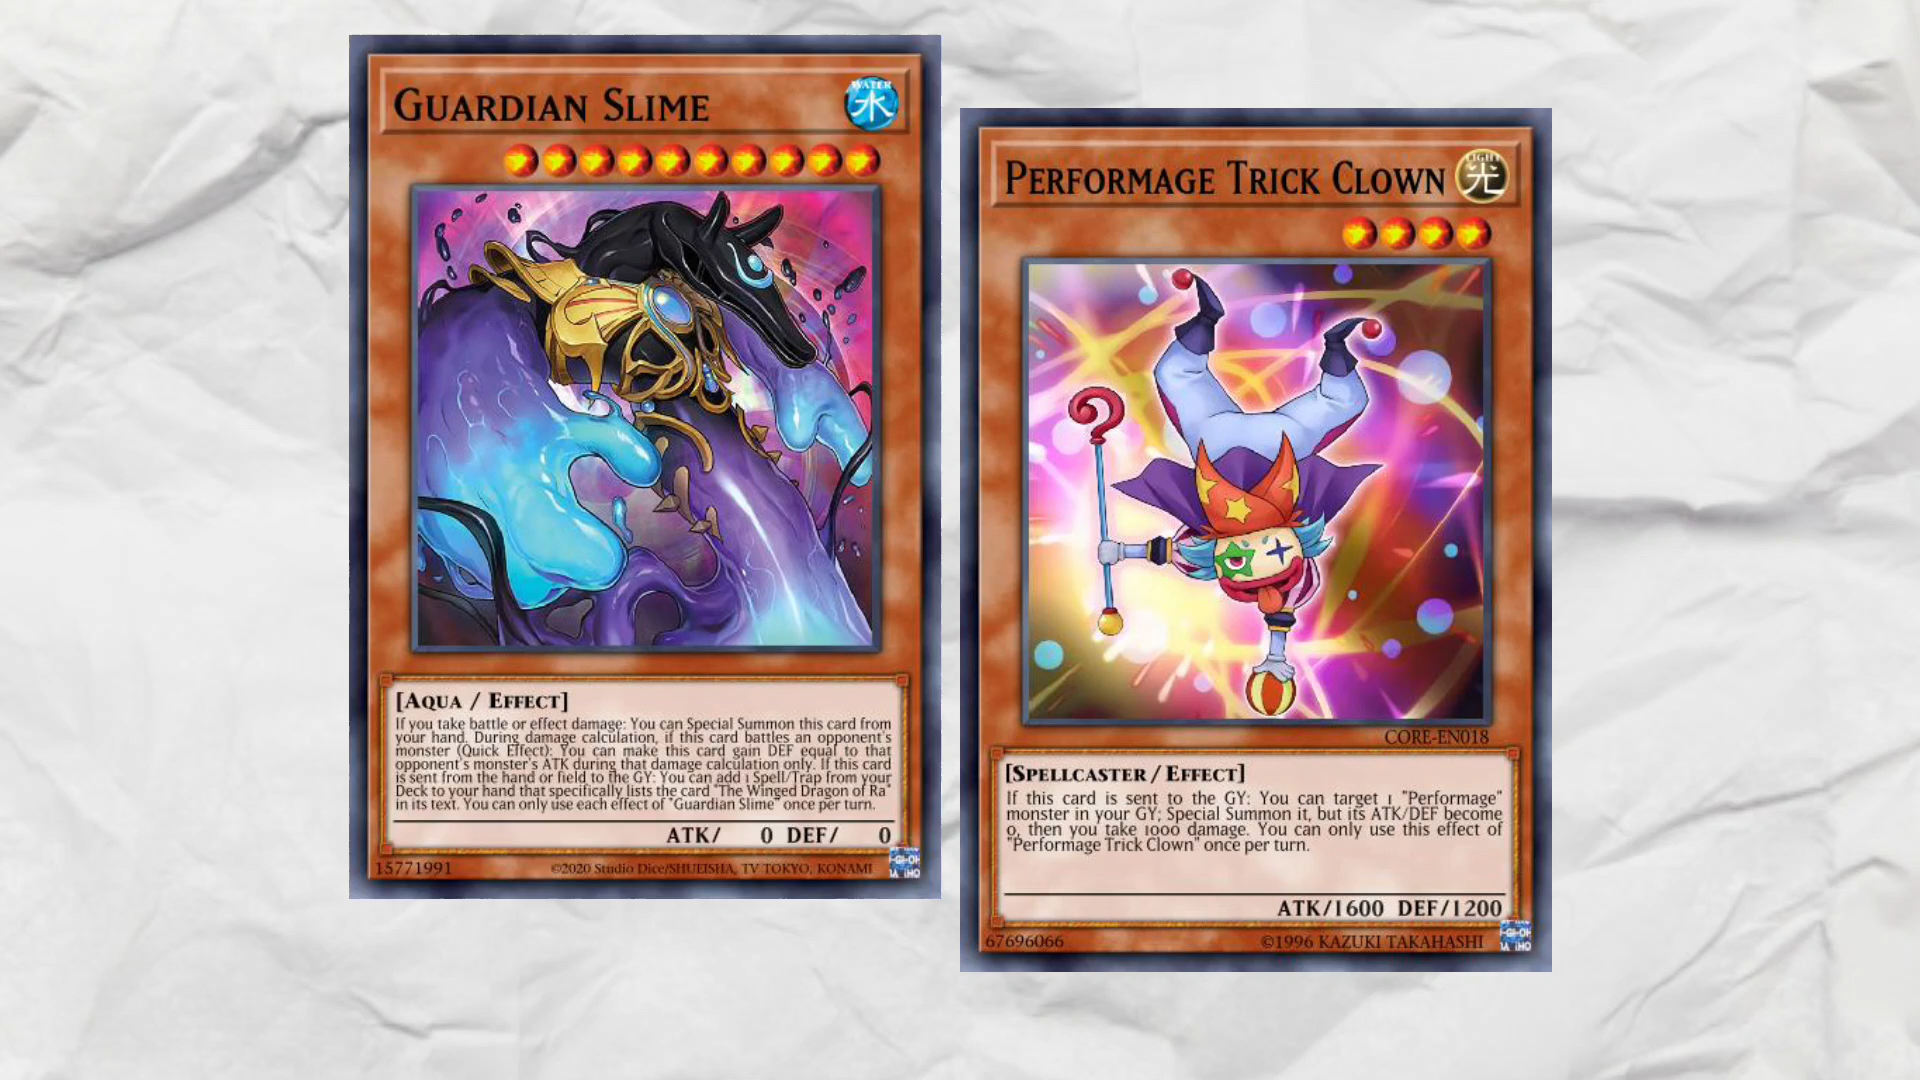 GUARDIAN SLIME
WATER
水
[AQUA / EFFECT]
If you take battle or effect damage: You can Special Summon this card from
your hand. During damage calculation, if this card battles an opponent's
monster (Quick Effect): You can make this card gain DEF equal to that
opponent's monster's ATK during that damage calculation only. If this card
is sent from the hand or field to the GY: You can add 1 Spell/Trap from your
Deck to your hand that specifically lists the card "The Winged Dragon of Ra"
in its text. You can only use each effect of "Guardian Slime" once per turn.
ATK/ 0 DEF/ 0
15771991
©2020 Studio Dice/SHUEISHA, TV TOKYO, KONAMI
PERFORMAGE TRICK CLOWN
LIGHT
光
CORE-EN018
[SPELLCASTER / EFFECT]
If this card is sent to the GY: You can target 1 "Performage"
monster in your GY; Special Summon it, but its ATK/DEF become
0, then you take 1000 damage. You can only use this effect of
"Performage Trick Clown" once per turn.
ATK/1600 DEF/1200
67696066
©1996 KAZUKI TAKAHASHI